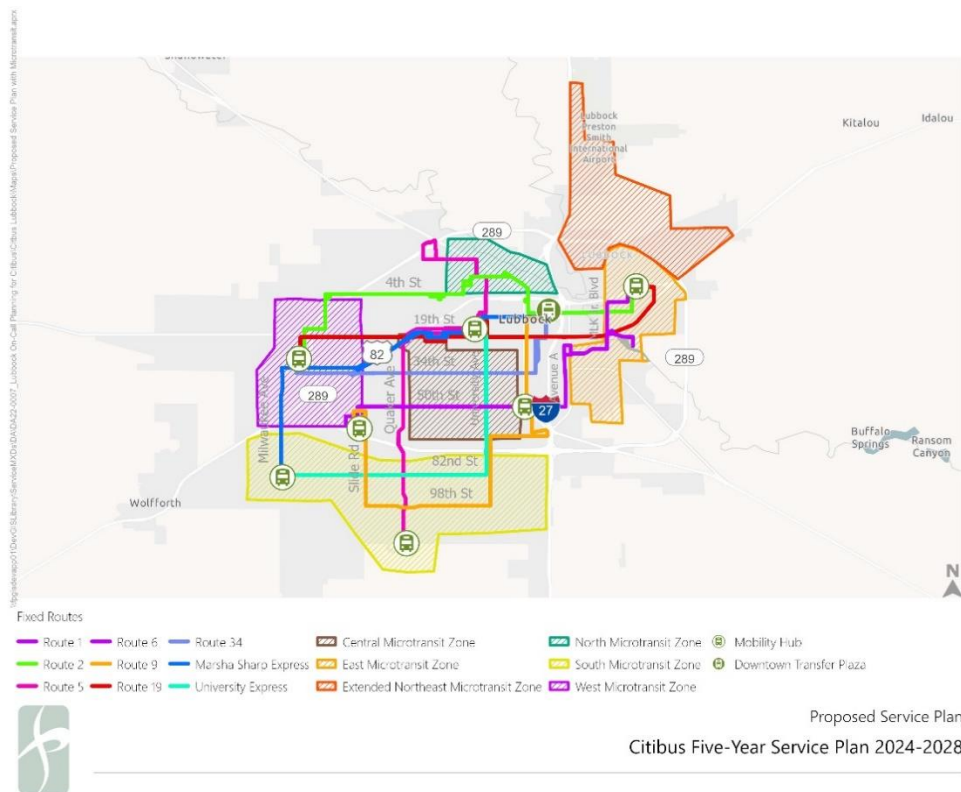 Shallowater
Lubbock
Preston
Smith
International
Airport
Kitalou
Idalou
289
LUBBOCK
4th St
MLK Jr. Blvd
19th St
Lubbock
82
34th St
University Ave
Avenue A
289
289
Quaker Ave
50th St
27
Milwaukee Ave
Slide Rd
82nd St
Buffalo
Springs
Ransom
Canyon
98th St
Wolfforth
N
Fixed Routes
Route 1 Route 6 Route 34 Central Microtransit Zone North Microtransit Zone Mobility Hub
Route 2 Route 9 Marsha Sharp Express East Microtransit Zone South Microtransit Zone Downtown Transfer Plaza
Route 5 Route 19 University Express Extended Northeast Microtransit Zone West Microtransit Zone
Proposed Service Plan
Citibus Five-Year Service Plan 2024-2028